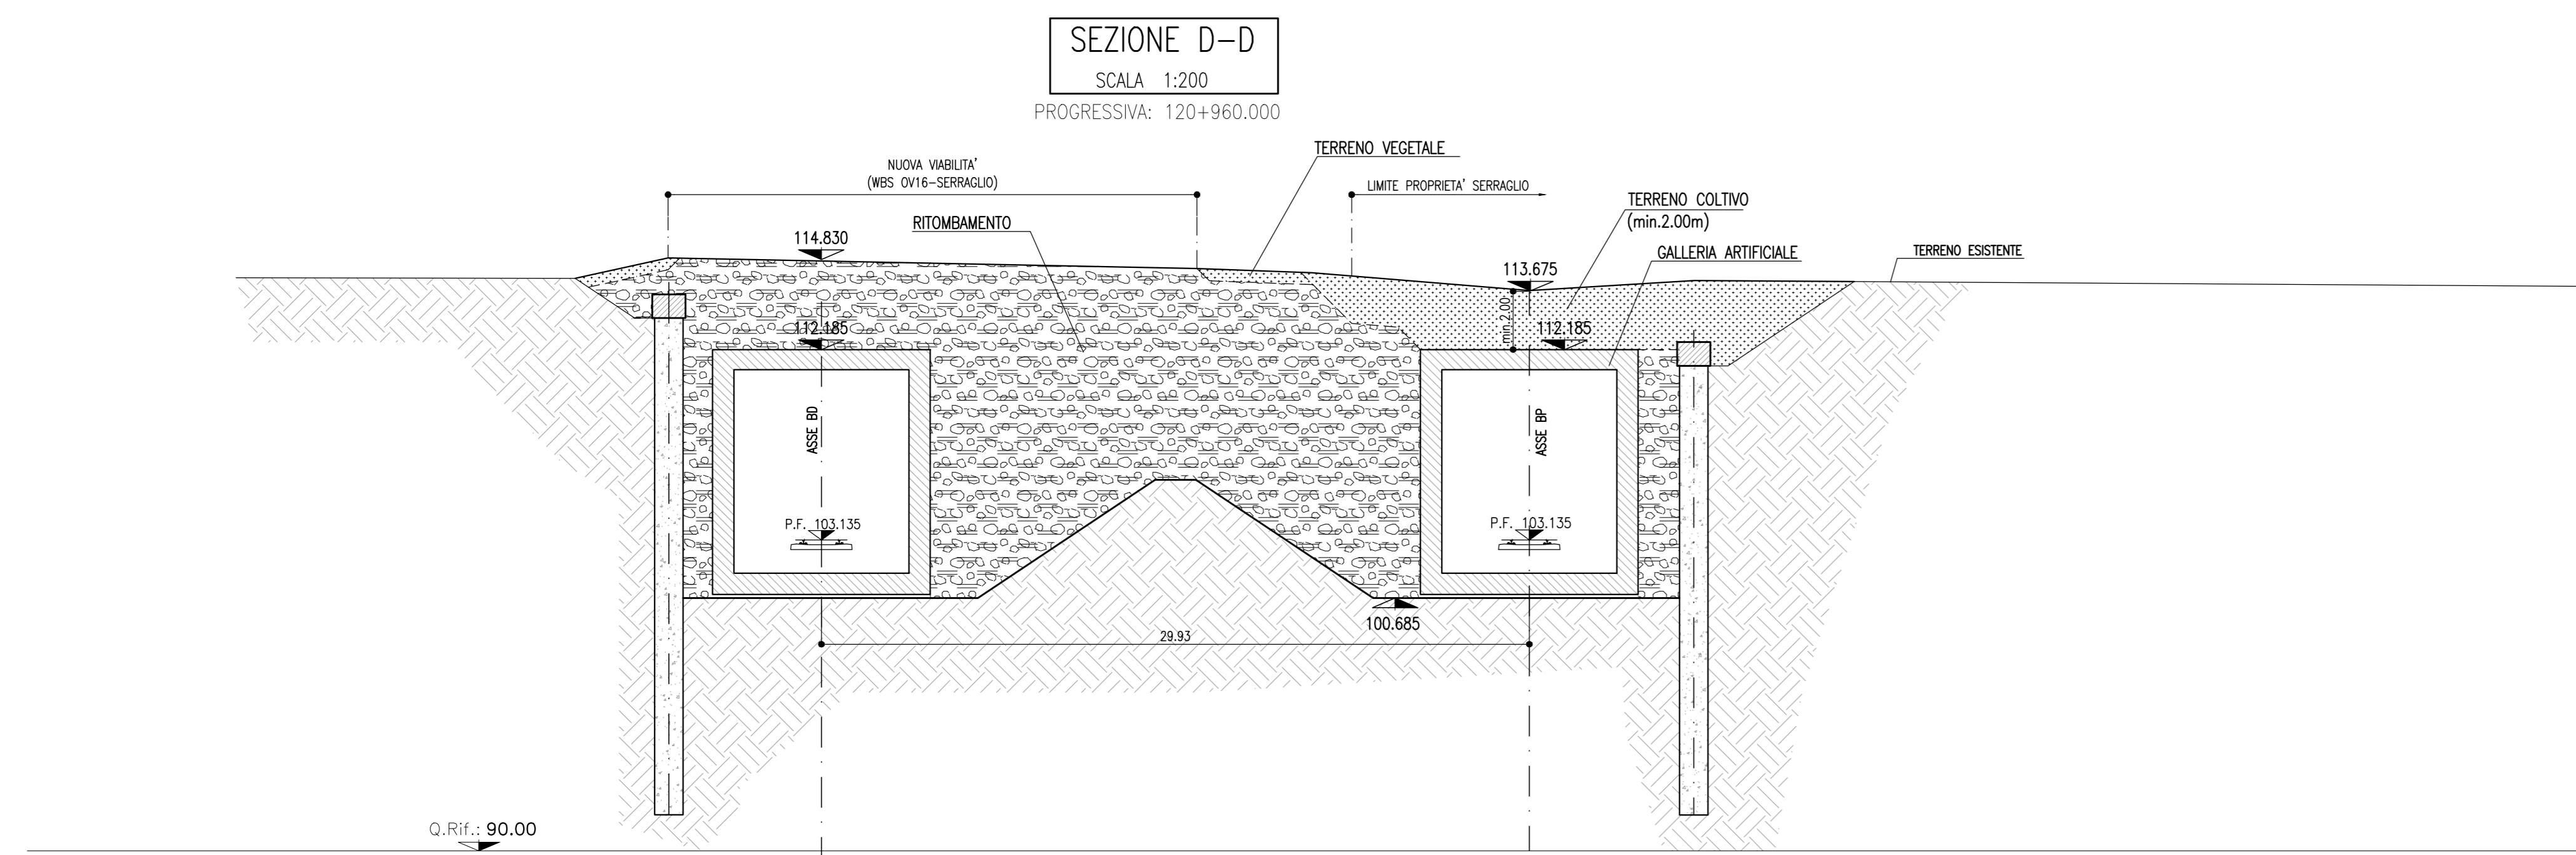 SEZIONE D-D
SCALA 1:200
PROGRESSIVA: 120+960.000
NUOVA VIABILITA'
(WBS OV16-SERRAGLIO)
RITOMBAMENTO
TERRENO VEGETALE
LIMITE PROPRIETA' SERRAGLIO
TERRENO COLTIVO
(min.2.00m)
GALLERIA ARTIFICIALE
TERRENO ESISTENTE
114.830
113.675
min.2.00
112.185
112.185
ASSE BD
ASSE BP
P.F. 103.135
P.F. 103.135
100.685
29.93
Q.Rif.: 90.00